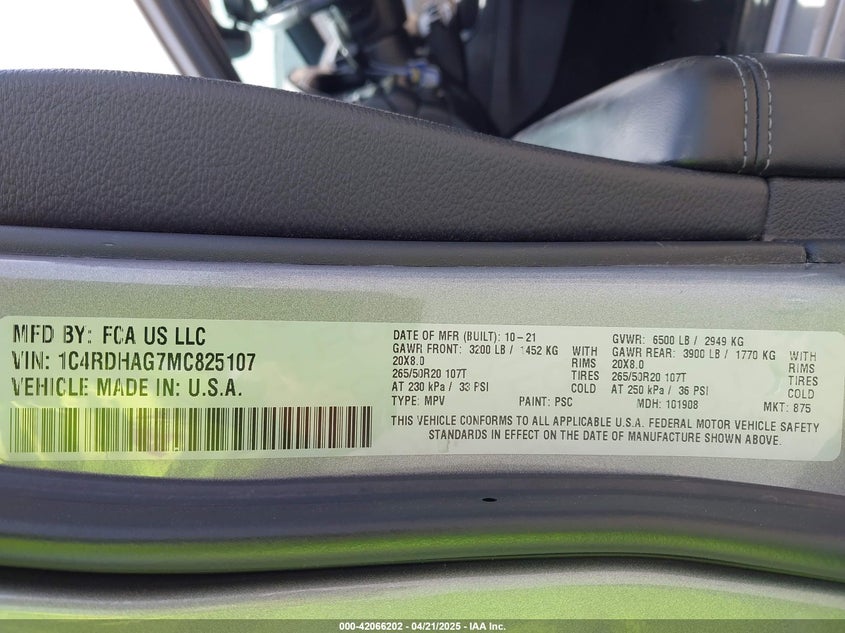 MFD BY: FCA US LLC
VIN: 1C4RDHAG7MC825107
VEHICLE MADE IN: U.S.A.
DATE OF MFR (BUILT): 10-21
GAWR FRONT: 3200 LB / 1452 KG WITH
20X8.0 RIMS
265/50R20 107T TIRES
AT 230 kPa / 33 PSI COLD
TYPE: MPV PAINT: PSC
GVWR: 6500 LB / 2949 KG
GAWR REAR: 3900 LB / 1770 KG WITH
20X8.0 RIMS
265/50R20 107T TIRES
AT 250 kPa / 36 PSI COLD
MDH: 101908 MKT: 875
THIS VEHICLE CONFORMS TO ALL APPLICABLE U.S.A. FEDERAL MOTOR VEHICLE SAFETY
STANDARDS IN EFFECT ON THE DATE OF MANUFACTURE SHOWN ABOVE.
000-42066202 - 04/21/2025 - IAA Inc.